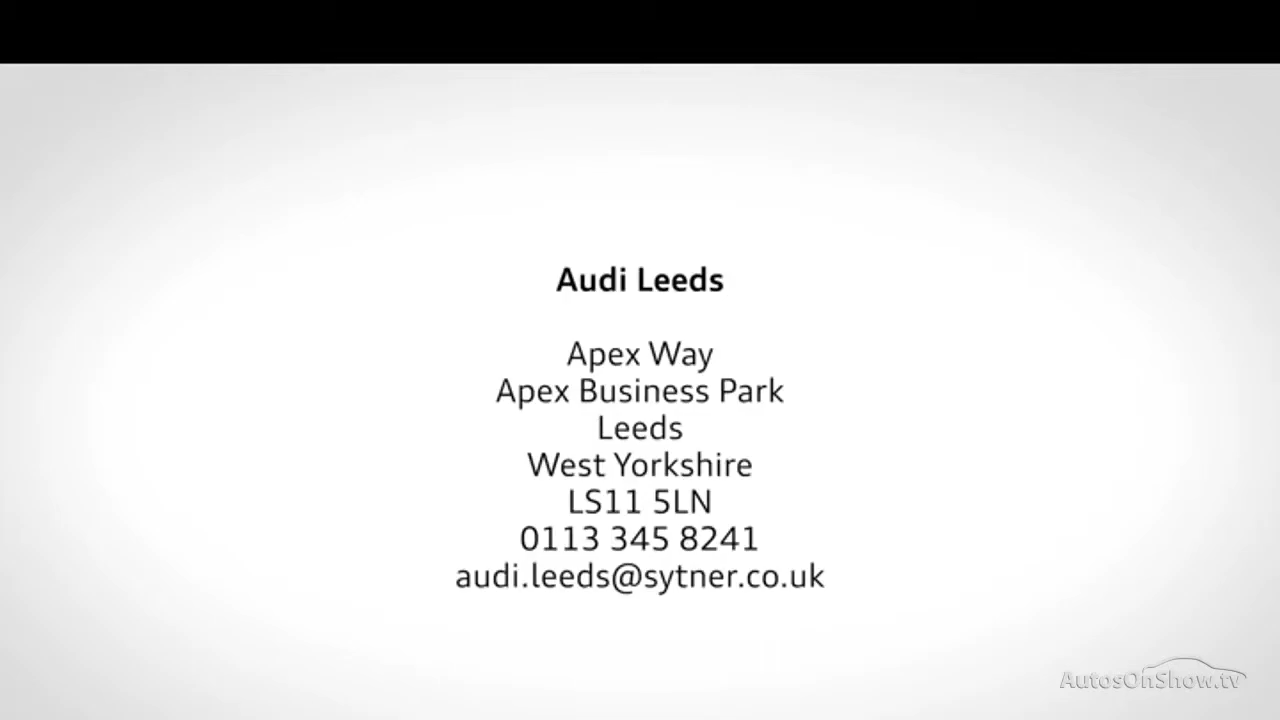 Audi Leeds
Apex Way
Apex Business Park
Leeds
West Yorkshire
LS11 5LN
0113 345 8241
audi.leeds@sytner.co.uk
AutosOnShow.tv